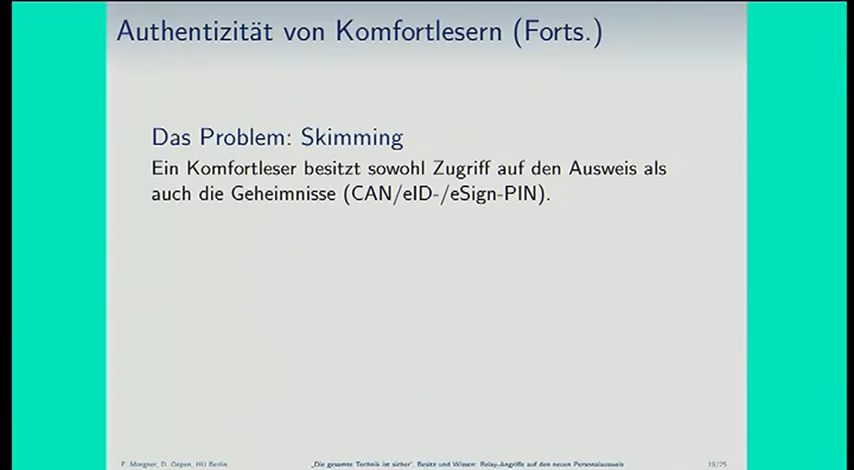 Authentizität von Komfortlesern (Forts.)
Das Problem: Skimming
Ein Komfortleser besitzt sowohl Zugriff auf den Ausweis als
auch die Geheimnisse (CAN/eID-/eSign-PIN).
F. Morgner, D. Oepen, HU Berlin
„Die gesamte Technik ist sicher“, Besitz und Wissen: Relay-Angriffe auf den neuen Personalausweis
19/25